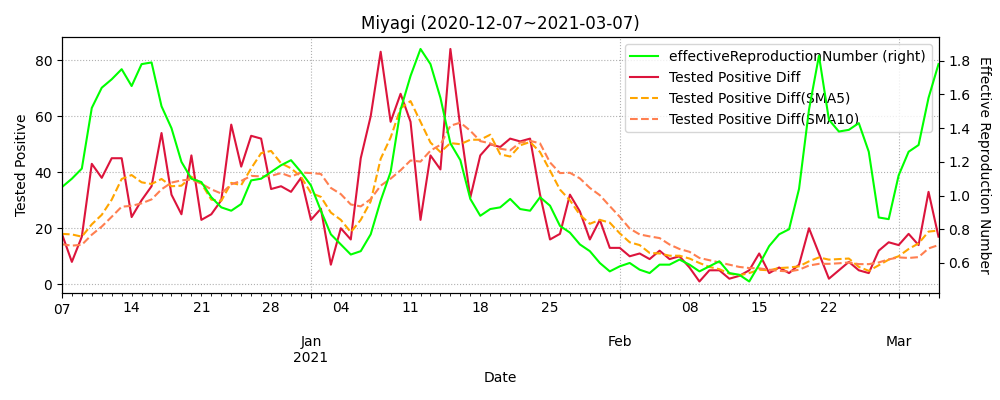 Miyagi (2020-12-07~2021-03-07)
effectiveReproductionNumber (right)
Tested Positive Diff
Tested Positive Diff(SMA5)
Tested Positive Diff(SMA10)
Tested Positive
80
60
40
20
0
1.8
1.6
1.4
1.2
1.0
0.8
0.6
Effective Reproduction Number
07 14 21 28 04 11 18 25 08 15 22
Jan Feb Mar
2021
Date